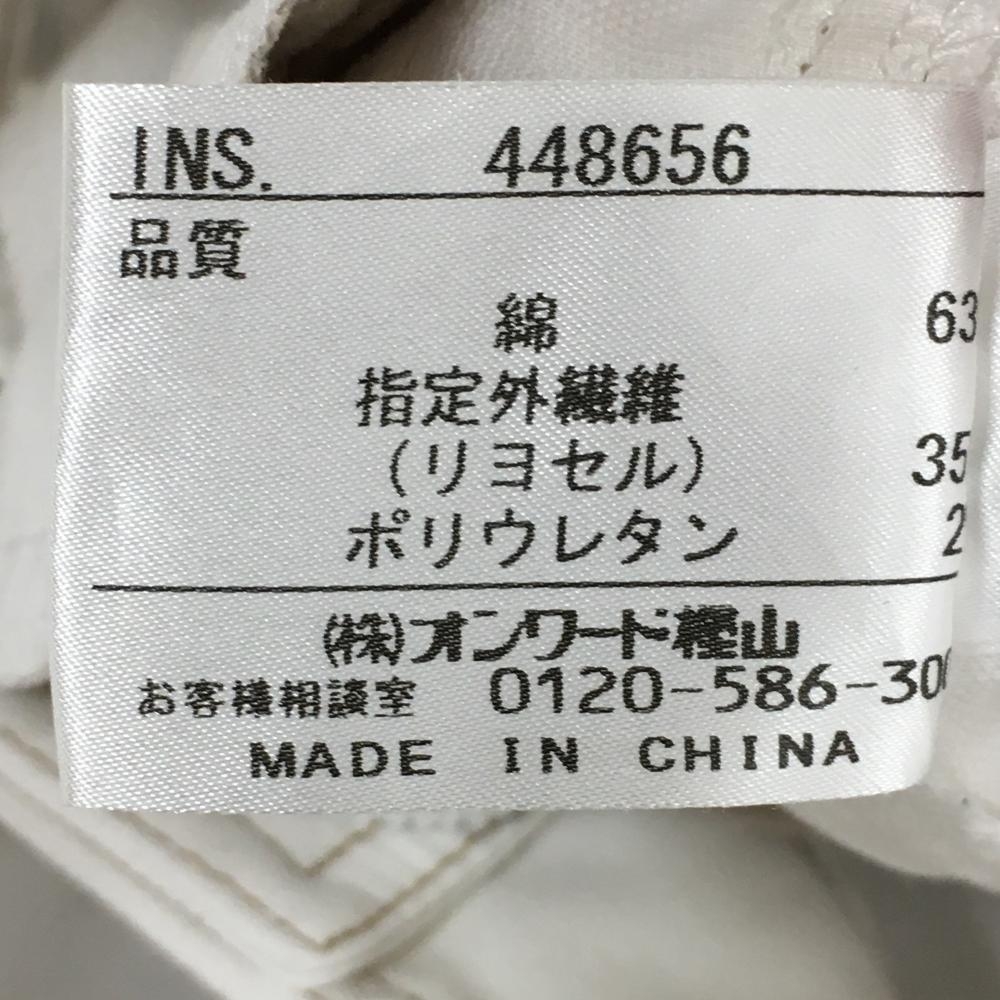 INS. 448656
品質
綿 63
指定外繊維
(リヨセル) 35
ポリウレタン 2
㈱オンワード樫山
お客様相談室 0120-586-300
MADE IN CHINA